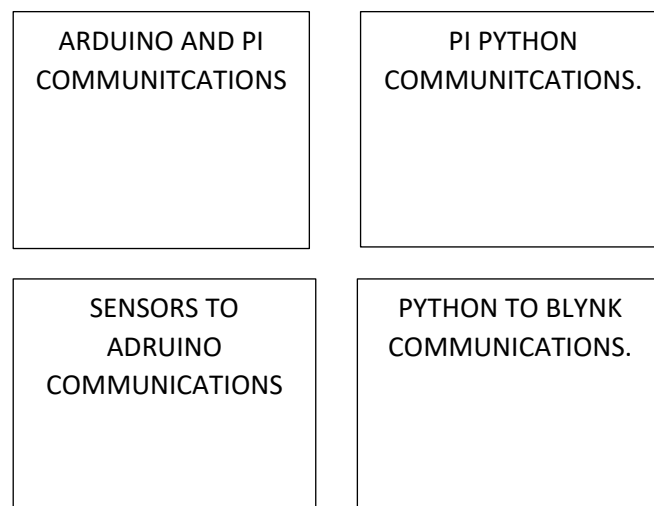 ARDUINO AND PI
COMMUNITCATIONS
PI PYTHON
COMMUNITCATIONS.
SENSORS TO
ADRUINO
COMMUNICATIONS
PYTHON TO BLYNK
COMMUNICATIONS.